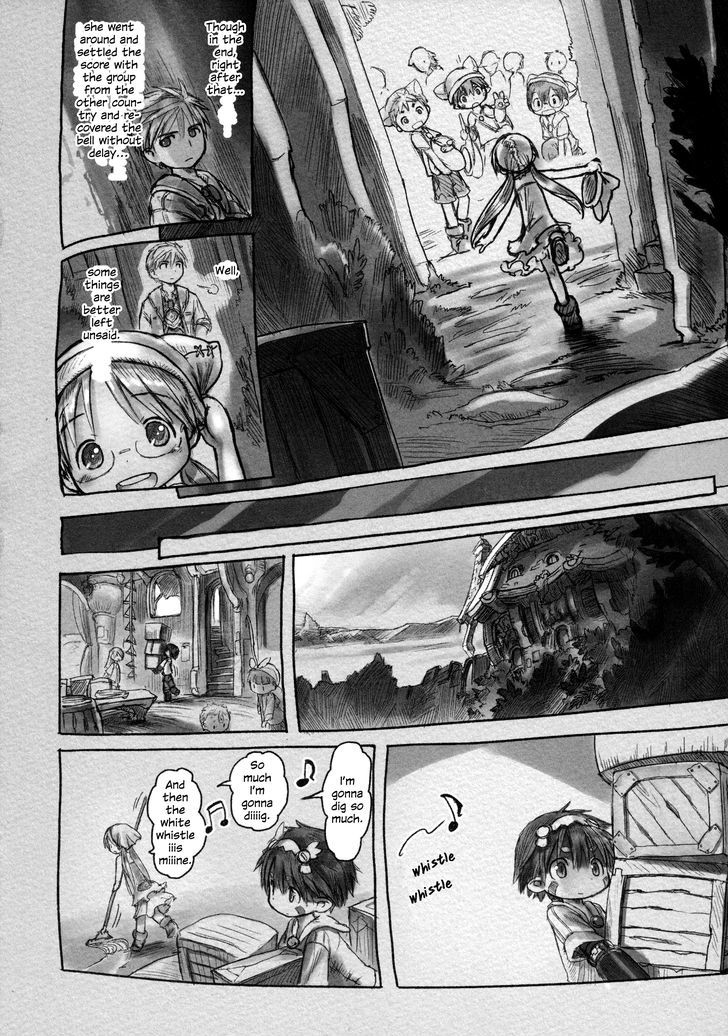 Though
in the
end,
right
after
that...
she went
around and
settled the
score with
the group
from the
other coun-
try and re-
covered the
bell without
delay...
Well,
some
things are
better
left
unsaid.
whistle
whistle
I'm
gonna
dig so
much.
So
much I'm
gonna
diiiig.
And
then the
white
whistle
iiis
miiine.